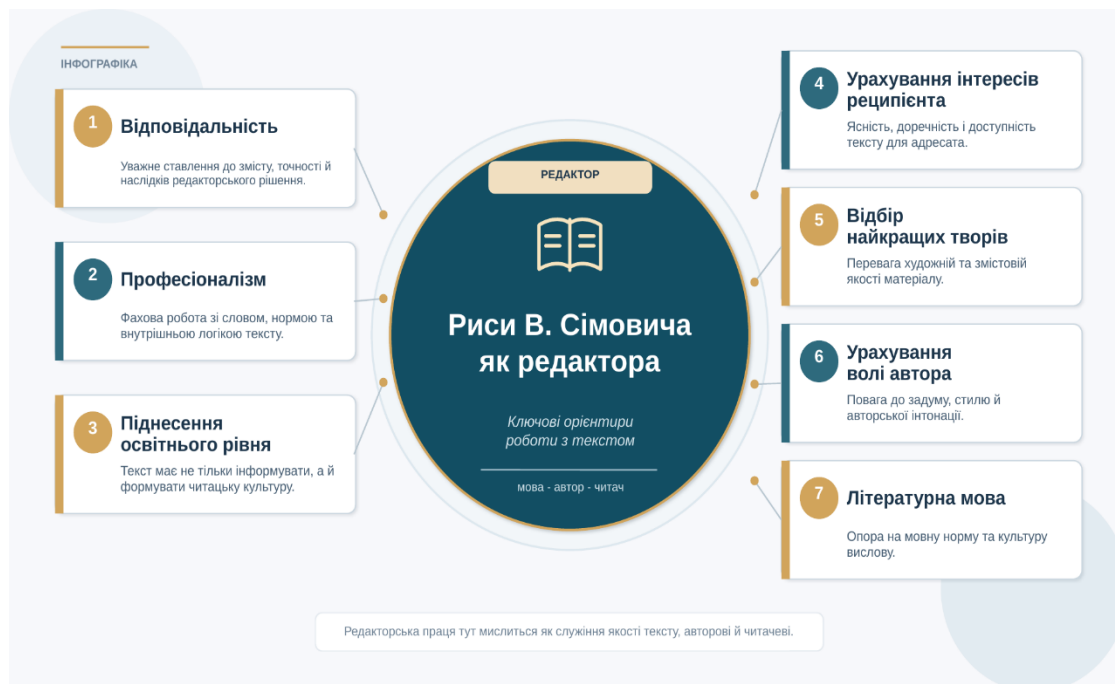 ІНФОГРАФІКА
1
Відповідальність
Уважне ставлення до змісту, точності й
наслідків редакторського рішення.
2
Професіоналізм
Фахова робота зі словом, нормою та
внутрішньою логікою тексту.
3
Піднесення
освітнього рівня
Текст має не тільки інформувати, а й
формувати читацьку культуру.
РЕДАКТОР
Риси В. Сімовича
як редактора
Ключові орієнтири
роботи з текстом
мова - автор - читач
4
Урахування інтересів
реципієнта
Ясність, доречність і доступність
тексту для адресата.
5
Відбір
найкращих творів
Перевага художній та змістовій
якості матеріалу.
6
Урахування
волі автора
Повага до задуму, стилю й
авторської інтонації.
7
Літературна мова
Опора на мовну норму та культуру
вислову.
Редакторська праця тут мислиться як служіння якості тексту, авторові й читачеві.